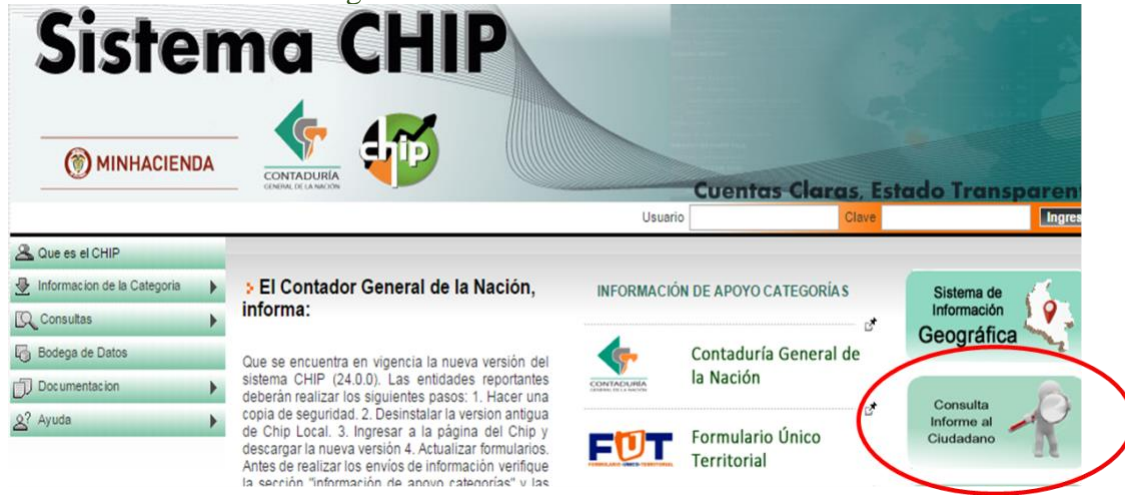 Sistema CHIP
MINHACIENDA
CONTADURÍA
GENERAL DE LA NACIÓN
chip
Cuentas Claras, Estado Transparen
Usuario
Clave
Ingres
Que es el CHIP
Informacion de la Categoria
Consultas
Bodega de Datos
Documentacion
Ayuda
El Contador General de la Nación,
informa:
Que se encuentra en vigencia la nueva versión del
sistema CHIP (24.0.0). Las entidades reportantes
deberán realizar los siguientes pasos: 1. Hacer una
copia de seguridad. 2. Desinstalar la version antigua
de Chip Local. 3. Ingresar a la página del Chip y
descargar la nueva versión 4. Actualizar formularios.
Antes de realizar los envíos de información verifique
la sección "información de apoyo categorías" y las
INFORMACIÓN DE APOYO CATEGORÍAS
CONTADURÍA
GENERAL DE LA NACIÓN
Contaduría General de
la Nación
FUT
FORMULARIO ÚNICO TERRITORIAL
Formulario Único
Territorial
Sistema de
Información
Geográfica
Consulta
Informe al
Ciudadano